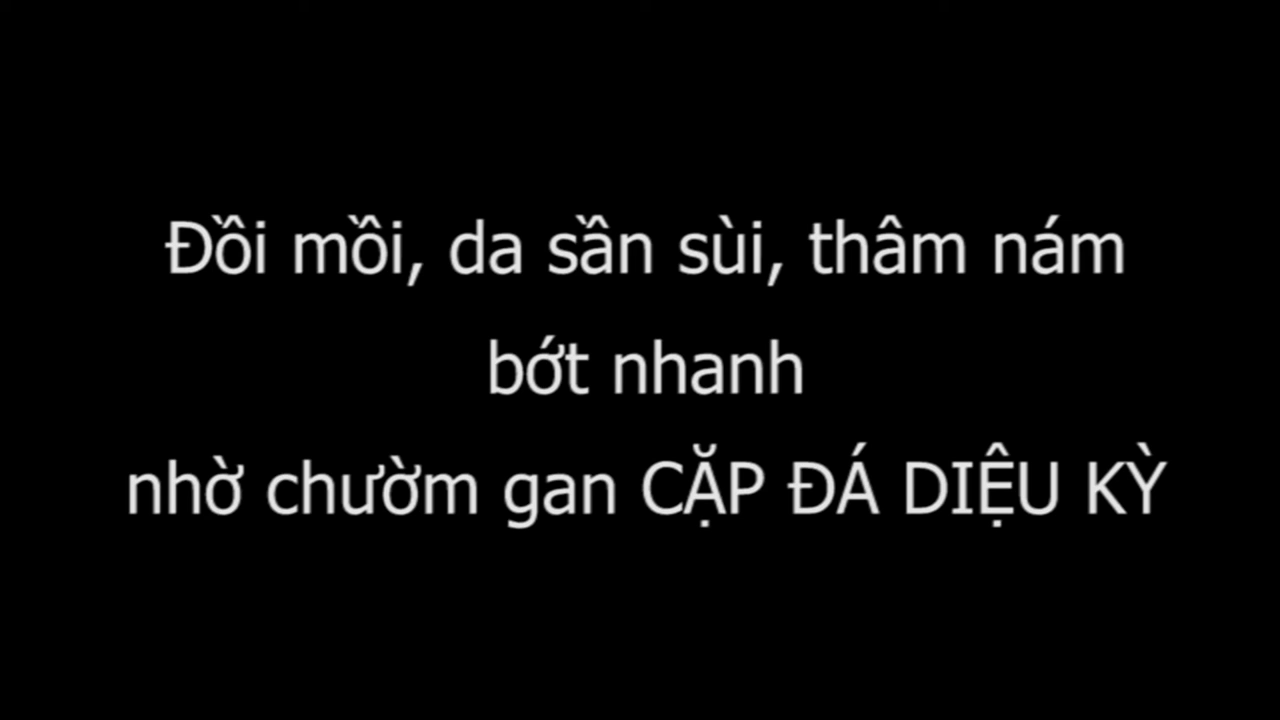 Đồi mồi, da sần sùi, thâm nám
bớt nhanh
nhờ chườm gan CẶP ĐÁ DIỆU KỲ